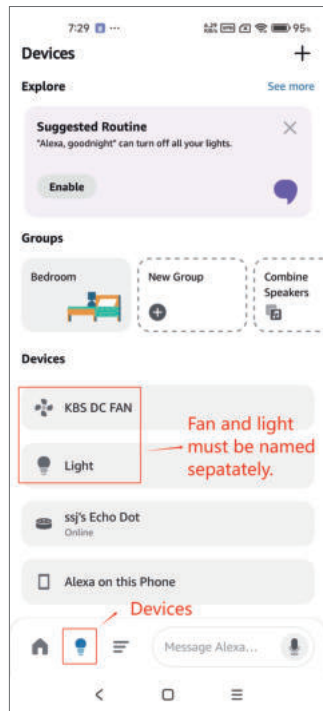 7:29
95%
Devices
+
Explore
See more
Suggested Routine
"Alexa, goodnight" can turn off all your lights.
Enable
Groups
Bedroom
New Group
Combine
Speakers
Devices
KBS DC FAN
Light
Fan and light
must be named
sepatately.
ssj's Echo Dot
Online
Alexa on this Phone
Devices
Message Alexa...